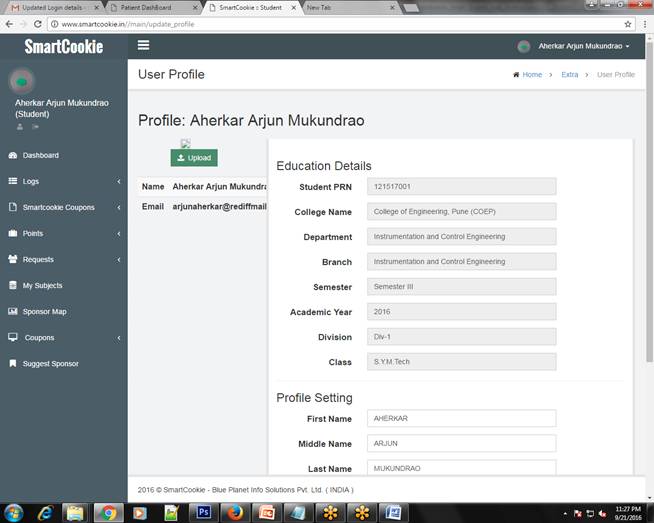 Updated Login details -
Patient DashBoard
SmartCookie :: Student
New Tab
www.smartcookie.in//main/update_profile
SmartCookie
Aherkar Arjun Mukundrao
User Profile
Home > Extra > User Profile
Aherkar Arjun Mukundrao
(Student)
Dashboard
Logs
Smartcookie Coupons
Points
Requests
My Subjects
Sponsor Map
Coupons
Suggest Sponsor
Profile: Aherkar Arjun Mukundrao
Upload
Name Aherkar Arjun Mukundra
Email arjunaherkar@rediffmail
Education Details
Student PRN 121517001
College Name College of Engineering, Pune (COEP)
Department Instrumentation and Control Engineering
Branch Instrumentation and Control Engineering
Semester Semester III
Academic Year 2016
Division Div-1
Class S.Y.M.Tech
Profile Setting
First Name AHERKAR
Middle Name ARJUN
Last Name MUKUNDRAO
2016 © SmartCookie - Blue Planet Info Solutions Pvt. Ltd. ( INDIA )
Ps
11:27 PM
9/21/2016